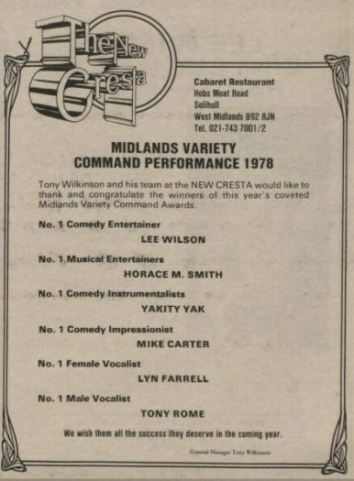 The New
Cresta
Cabaret Restaurant
Hobs Moat Road
Solihull
West Midlands B92 8JN
Tel. 021-743 7001/2
MIDLANDS VARIETY
COMMAND PERFORMANCE 1978
Tony Wilkinson and his team at the NEW CRESTA would like to
thank and congratulate the winners of this year's coveted
Midlands Variety Command Awards.
No. 1 Comedy Entertainer
LEE WILSON
No. 1 Musical Entertainers
HORACE M. SMITH
No. 1 Comedy Instrumentalists
YAKITY YAK
No. 1 Comedy Impressionist
MIKE CARTER
No. 1 Female Vocalist
LYN FARRELL
No. 1 Male Vocalist
TONY ROME
We wish them all the success they deserve in the coming year.
General Manager Tony Wilkinson